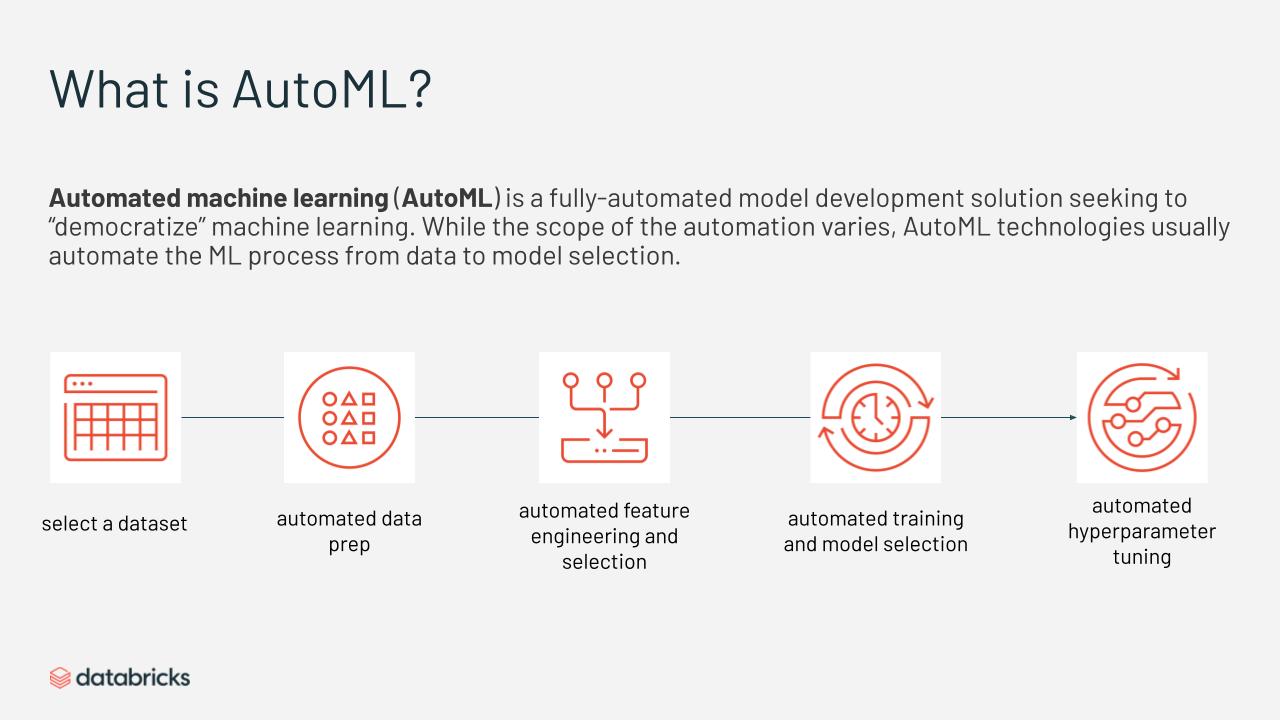 What is AutoML?
Automated machine learning (AutoML) is a fully-automated model development solution seeking to
“democratize” machine learning. While the scope of the automation varies, AutoML technologies usually
automate the ML process from data to model selection.
select a dataset
automated data
prep
automated feature
engineering and
selection
automated training
and model selection
automated
hyperparameter
tuning
databricks